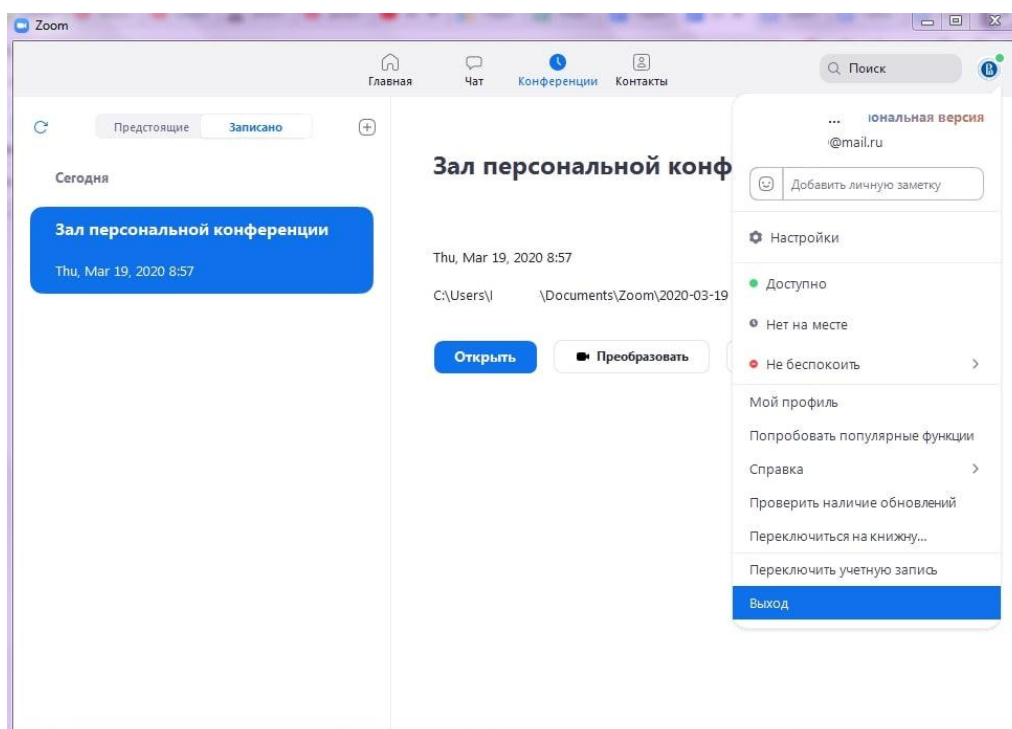 Zoom
Главная
Чат
Конференции
Контакты
Поиск
Предстоящие
Записано
Сегодня
Зал персональной конференции
Thu, Mar 19, 2020 8:57
Зал персональной конф
Thu, Mar 19, 2020 8:57
C:\Users\I \Documents\Zoom\2020-03-19
Открыть
Преобразовать
... ональная версия
@mail.ru
Добавить личную заметку
Настройки
Доступно
Нет на месте
Не беспокоить
Мой профиль
Попробовать популярные функции
Справка
Проверить наличие обновлений
Переключиться на книжну...
Переключить учетную запись
Выход